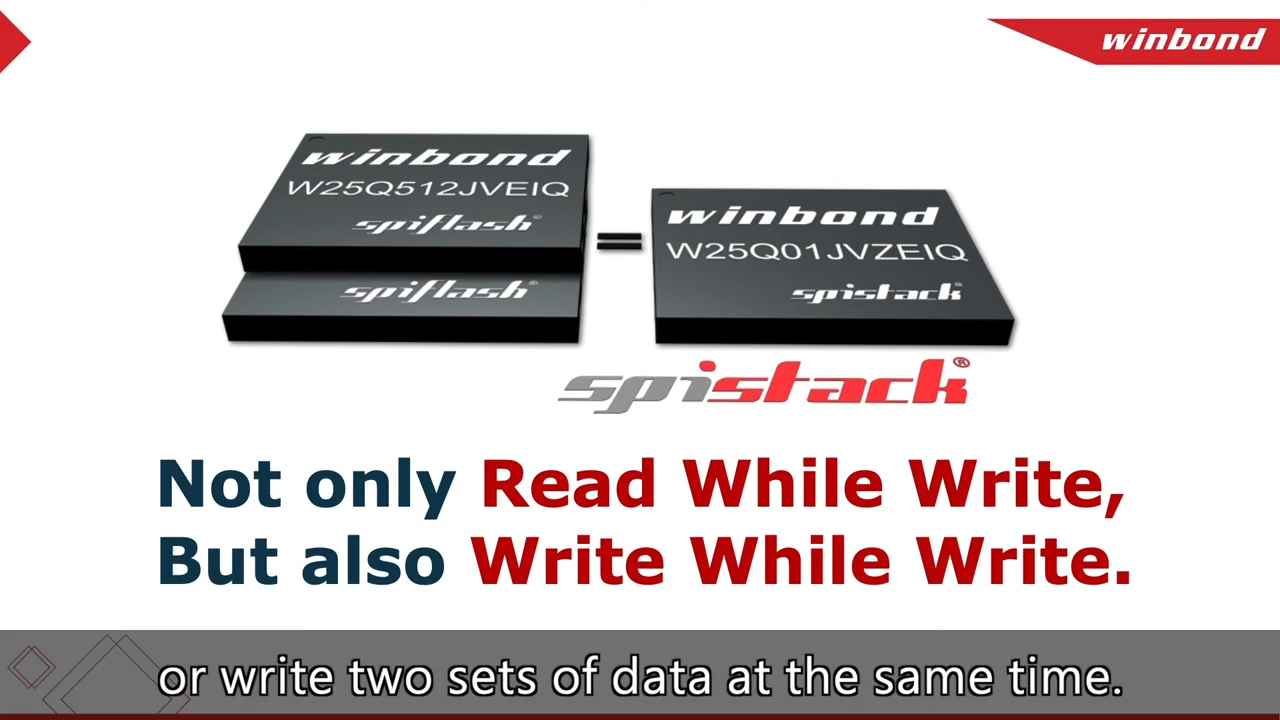 winbond
winbond
W25Q512JVEIQ
spiflash®
spiflash®
=
winbond
W25Q01JVZEIQ
spistack
spistack®
Not only Read While Write,
But also Write While Write.
or write two sets of data at the same time.